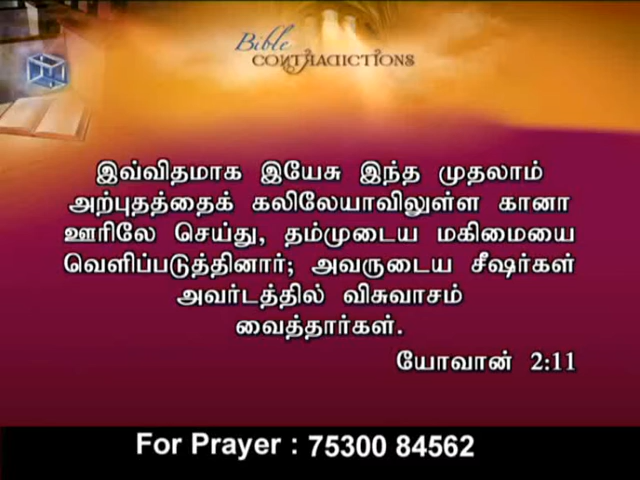 Bible
CONTRADICTIONS
இவ்விதமாக இயேசு இந்த முதலாம்
அற்புதத்தைக் கலிலேயாவிலுள்ள கானா
ஊரிலே செய்து, தம்முடைய மகிமையை
வெளிப்படுத்தினார்; அவருடைய சீஷர்கள்
அவர்டத்தில் விசுவாசம்
வைத்தார்கள்.
யோவான் 2:11
For Prayer : 75300 84562